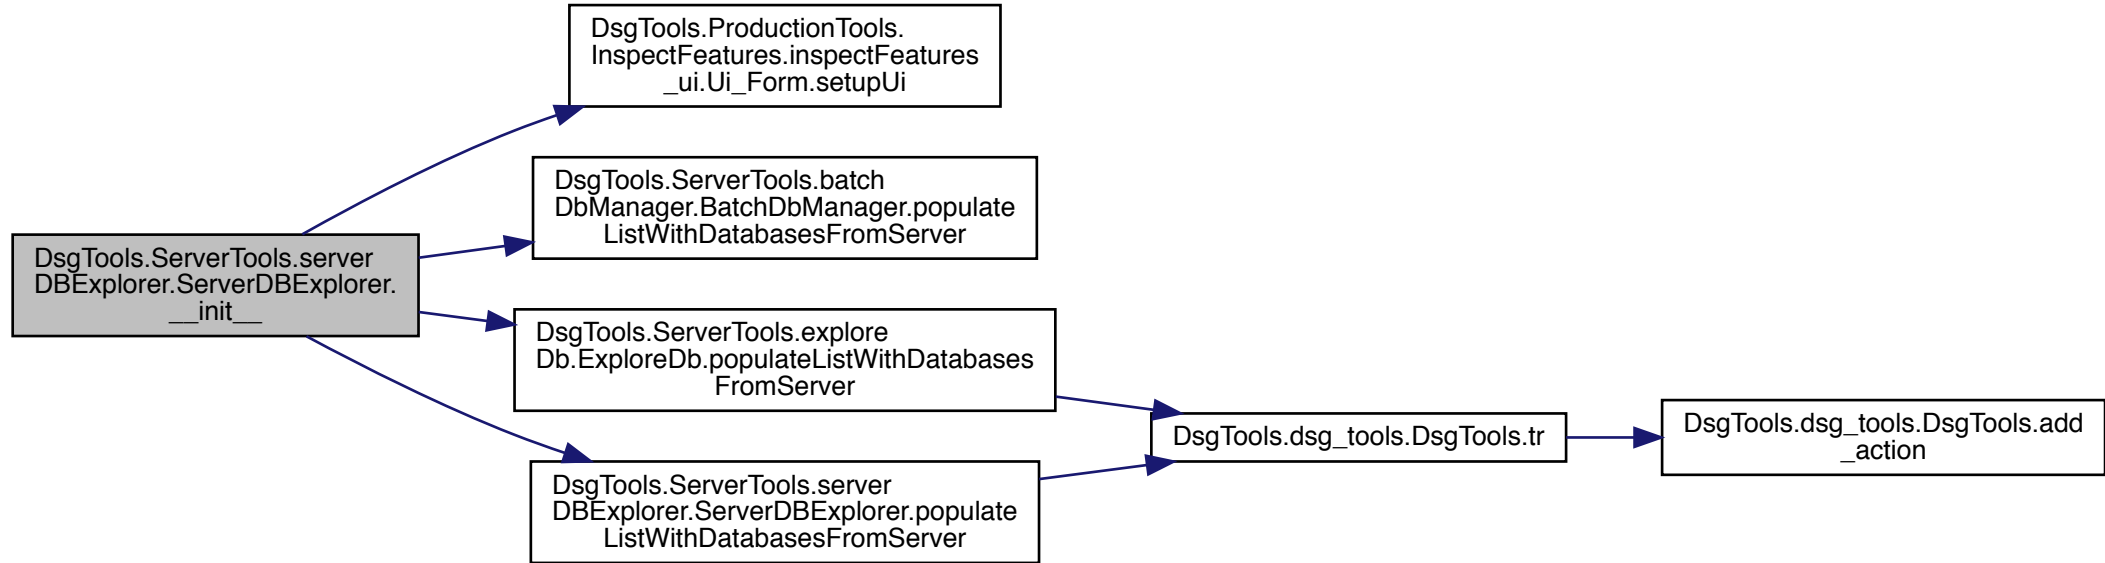 DsgTools.ServerTools.server
DBExplorer.ServerDBExplorer.
__init__
DsgTools.ProductionTools.
InspectFeatures.inspectFeatures
_ui.Ui_Form.setupUi
DsgTools.ServerTools.batch
DbManager.BatchDbManager.populate
ListWithDatabasesFromServer
DsgTools.ServerTools.explore
Db.ExploreDb.populateListWithDatabases
FromServer
DsgTools.ServerTools.server
DBExplorer.ServerDBExplorer.populate
ListWithDatabasesFromServer
DsgTools.dsg_tools.DsgTools.tr
DsgTools.dsg_tools.DsgTools.add
_action